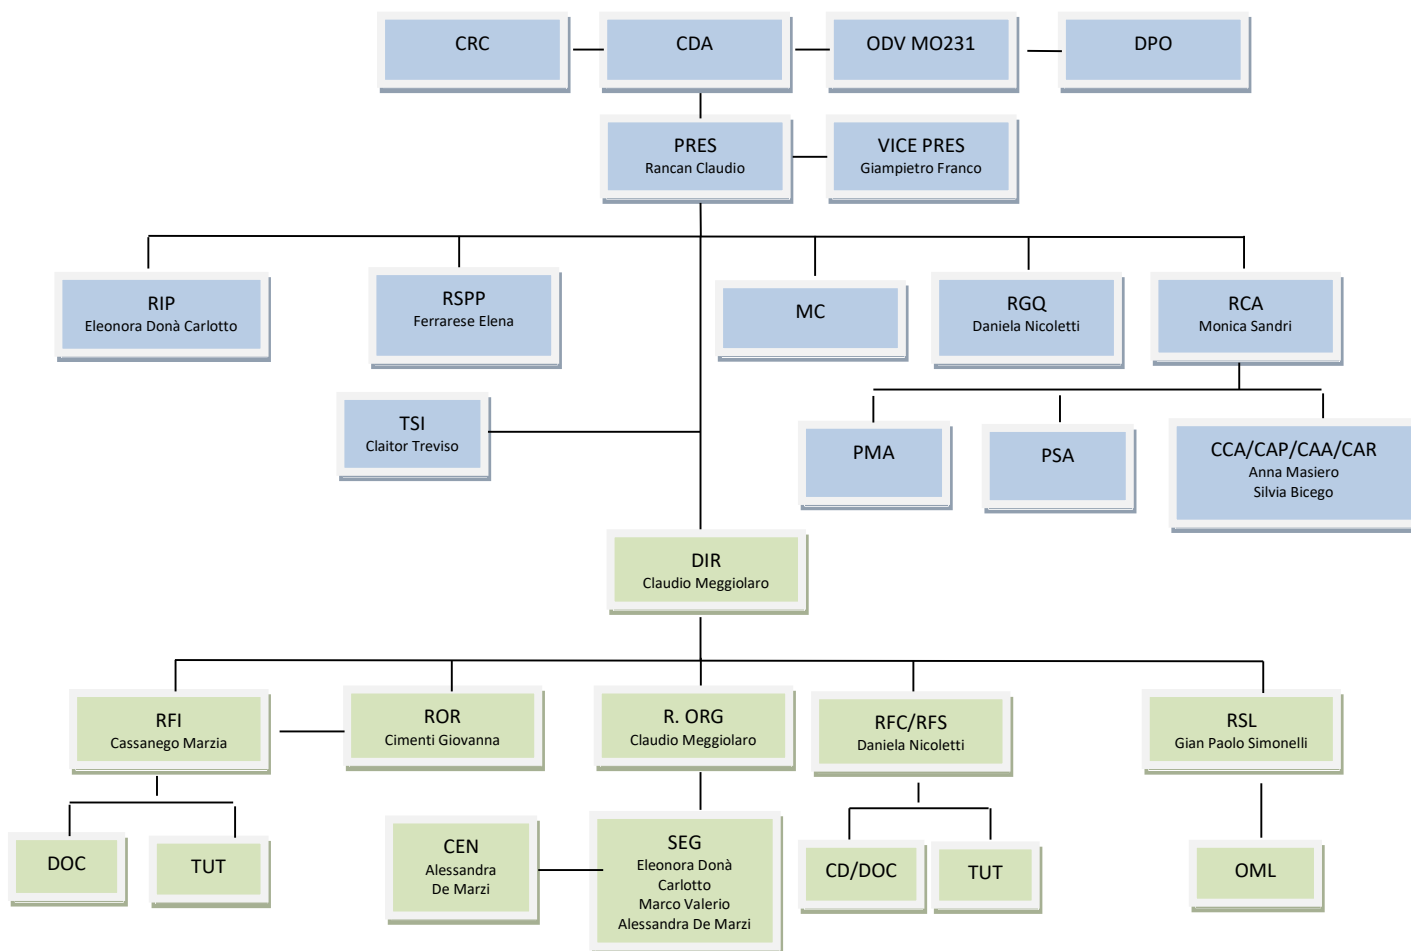 CRC
CDA
ODV MO231
DPO
PRES
Rancan Claudio
VICE PRES
Giampietro Franco
RIP
Eleonora Donà Carlotto
RSPP
Ferrarese Elena
MC
RGQ
Daniela Nicoletti
RCA
Monica Sandri
TSI
Claitor Treviso
PMA
PSA
CCA/CAP/CAA/CAR
Anna Masiero
Silvia Bicego
DIR
Claudio Meggiolaro
RFI
Cassanego Marzia
ROR
Cimenti Giovanna
R. ORG
Claudio Meggiolaro
RFC/RFS
Daniela Nicoletti
RSL
Gian Paolo Simonelli
DOC
TUT
CEN
Alessandra
De Marzi
SEG
Eleonora Donà
Carlotto
Marco Valerio
Alessandra De Marzi
CD/DOC
TUT
OML